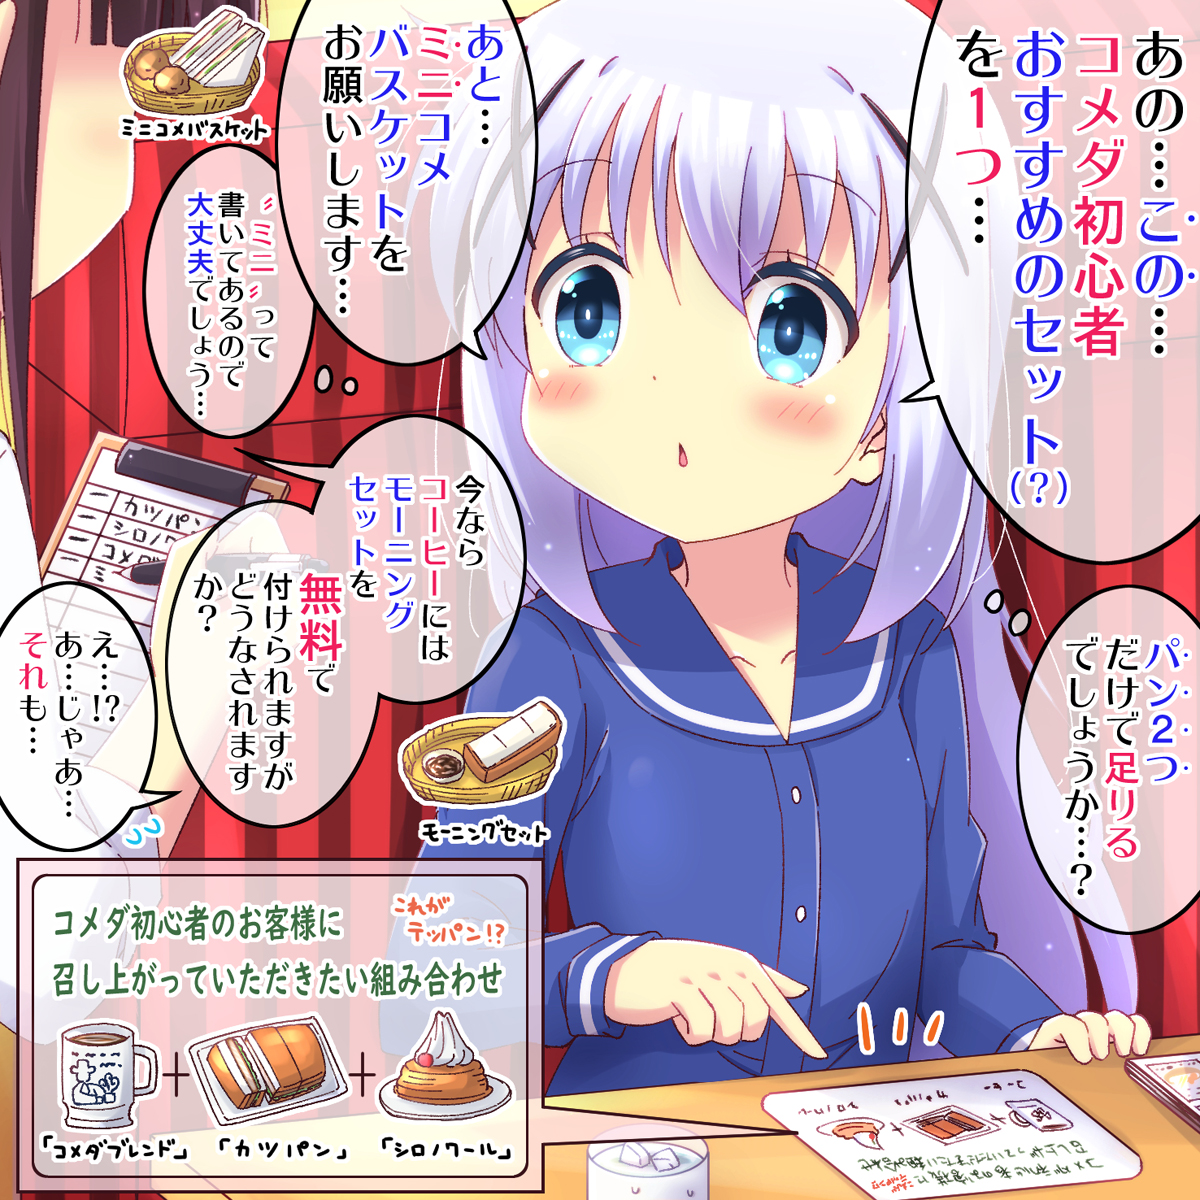 あの…この…
コメダ初心者
おすすめのセット(?)
を1つ…
パン2つ
だけで足りる
でしょうか…?
あと…
ミニコメ
バスケットを
お願いします…
ミニコメバスケット
〝ミニ〟って
書いてあるので
大丈夫でしょう…
今なら
コーヒーには
モーニング
セットを
無料で
付けられますが
どうなされます
か?
モーニングセット
え…!?
あ…じゃあ…
それも…
一 カツパン
一 シロノワ
一 コメダ
一 ミニ
コメダ初心者のお客様に
これが
テッパン!?
召し上がっていただきたい組み合わせ
「コメダブレンド」
「カツパン」
「シロノワール」